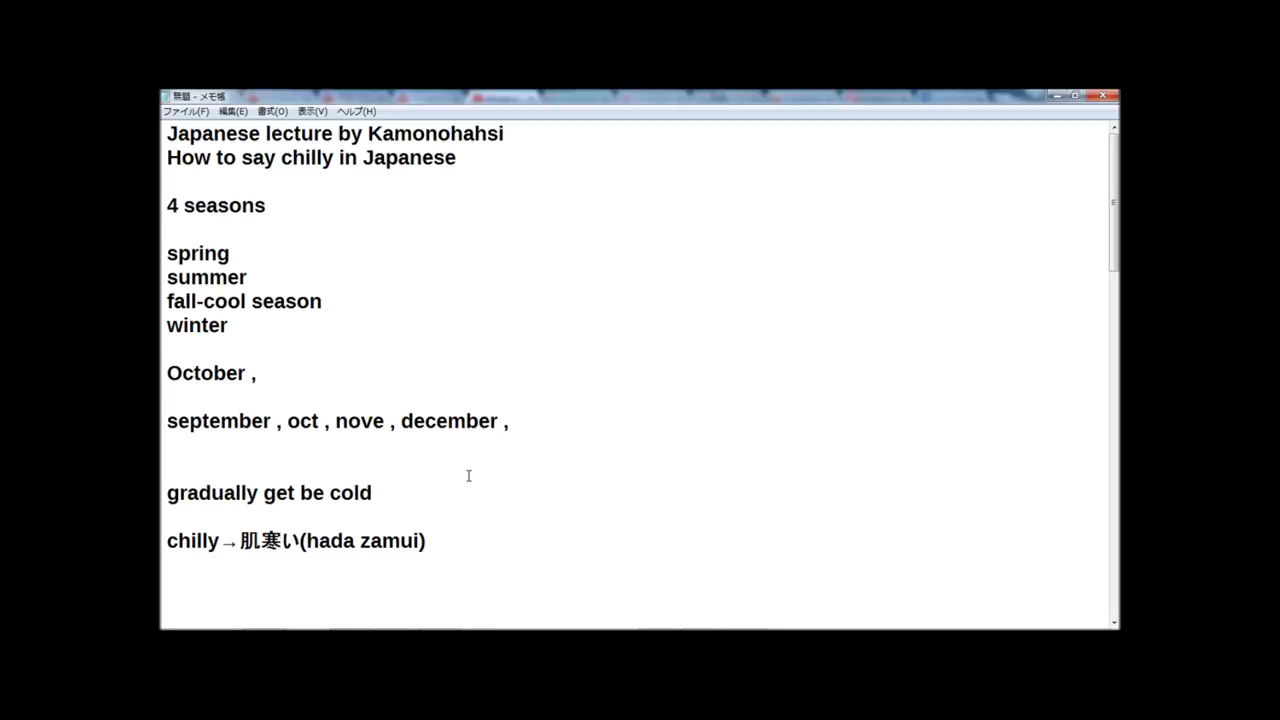 無題 - メモ帳
ファイル(F) 編集(E) 書式(O) 表示(V) ヘルプ(H)
Japanese lecture by Kamonohahsi
How to say chilly in Japanese
4 seasons
spring
summer
fall-cool season
winter
October ,
september , oct , nove , december ,
gradually get be cold
chilly→肌寒い(hada zamui)